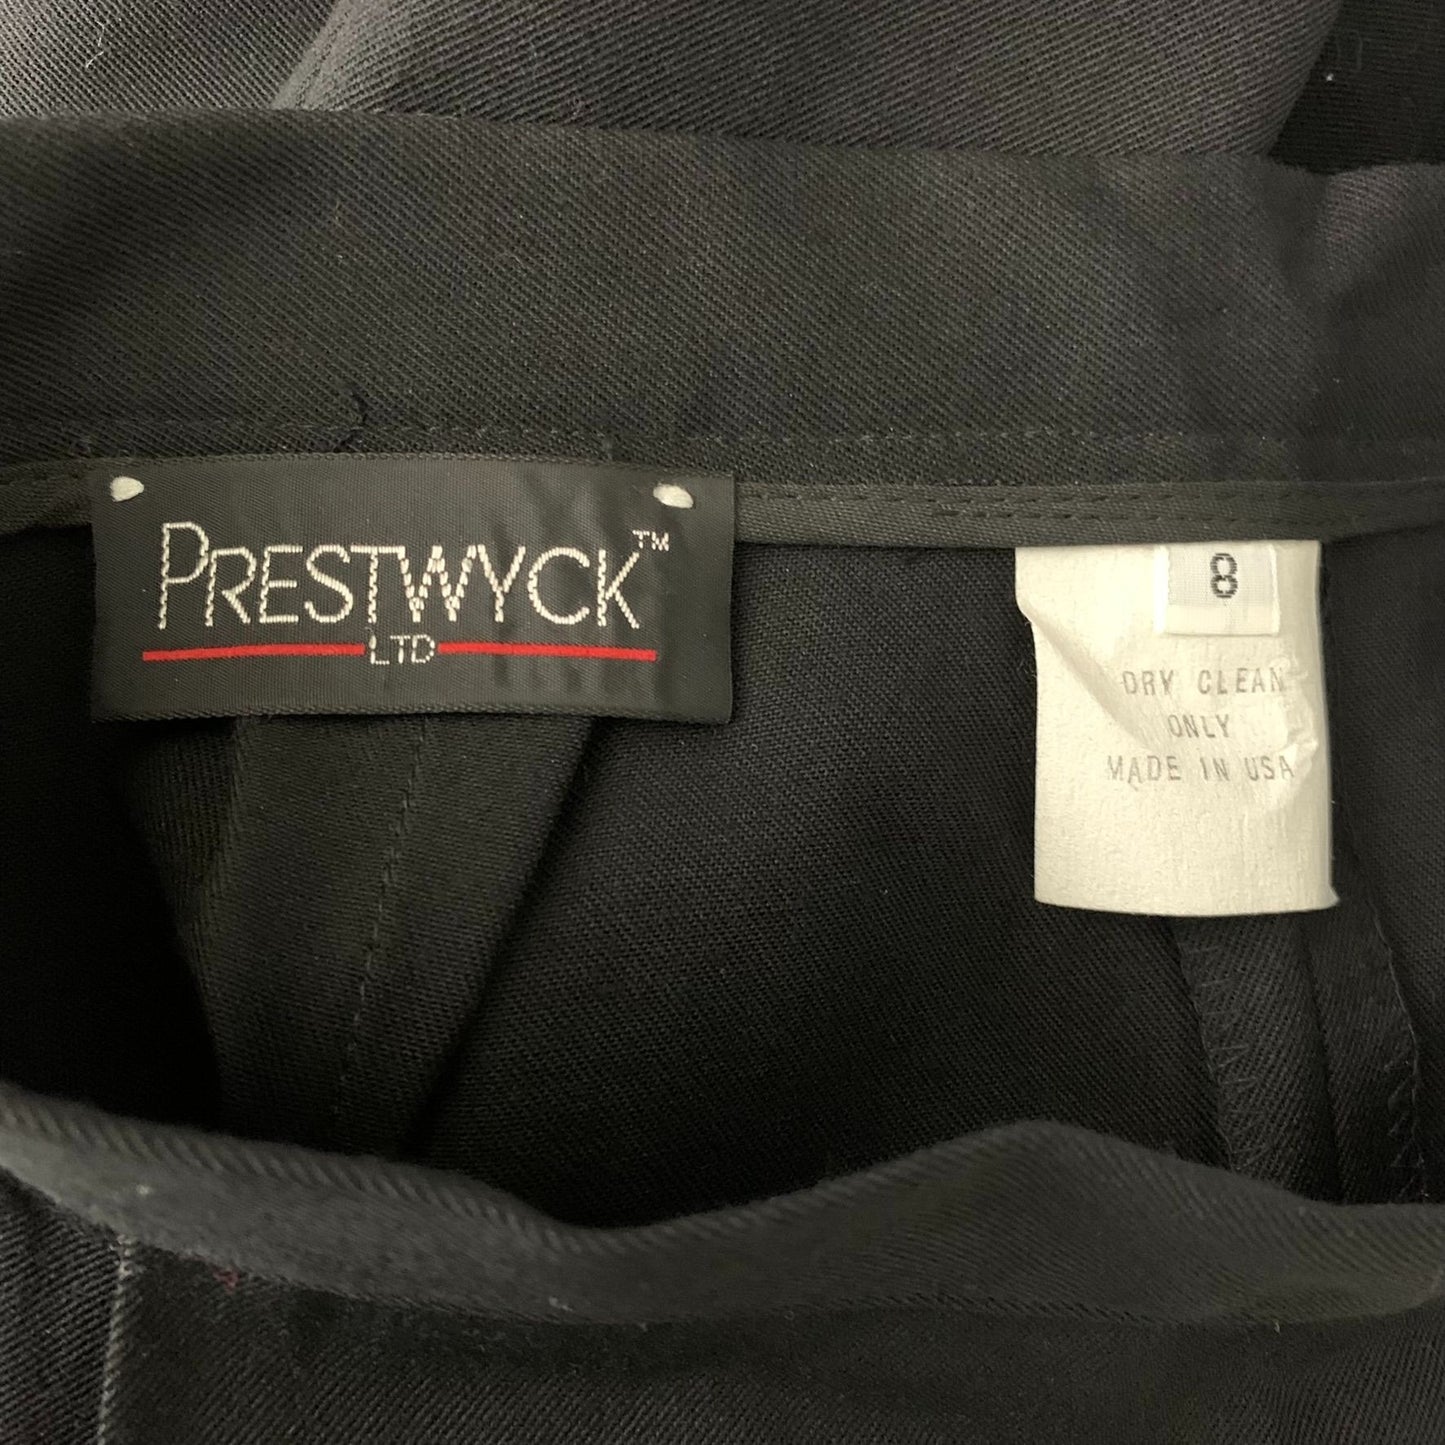 PRESTWYCK™
LTD
8
DRY CLEAN
ONLY
MADE IN USA